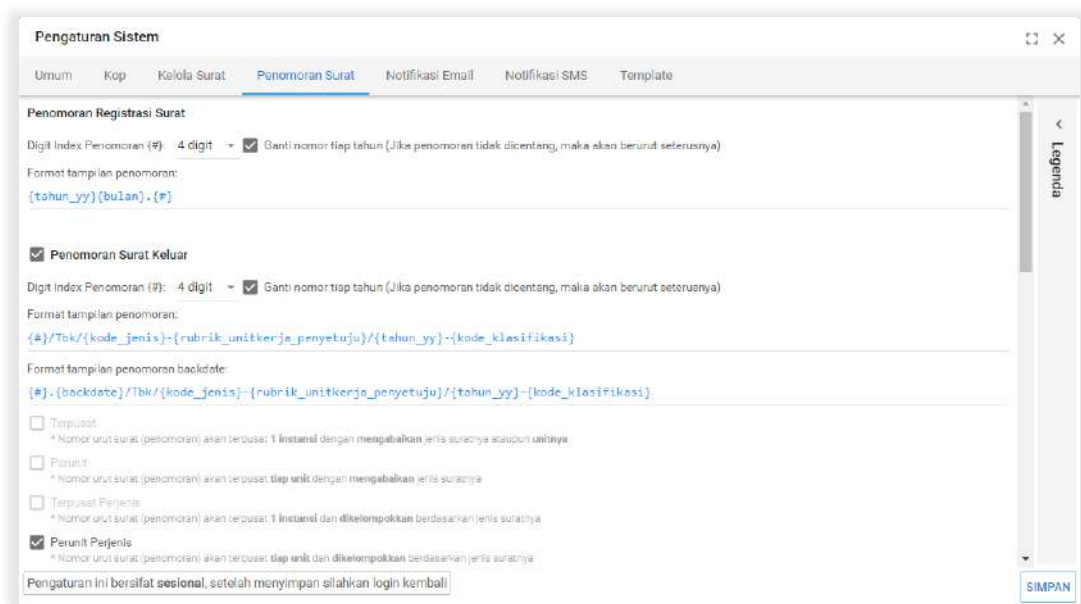 Pengaturan Sistem
Umum Kop Kelola Surat Penomoran Surat Notifikasi Email Notifikasi SMS Template
Penomoran Registrasi Surat
Digit Index Penomoran {#}: 4 digit Ganti nomor tiap tahun (Jika penomoran tidak dicentang, maka akan berurut seterusnya)
Format tampilan penomoran:
{tahun_yy}{bulan}.{#}
Penomoran Surat Keluar
Digit Index Penomoran {#}: 4 digit Ganti nomor tiap tahun (Jika penomoran tidak dicentang, maka akan berurut seterusnya)
Format tampilan penomoran:
{#}/Tbk/{kode_jenis}-{rubrik_unitkerja_penyetuju}/{tahun_yy}-{kode_klasifikasi}
Format tampilan penomoran backdate:
{#}.{backdate}/Tbk/{kode_jenis}-{rubrik_unitkerja_penyetuju}/{tahun_yy}-{kode_klasifikasi}
Terpusat
* Nomor urut surat (penomoran) akan terpusat 1 instansi dengan mengabaikan jenis suratnya ataupun unitnya
Perunit
* Nomor urut surat (penomoran) akan terpusat tiap unit dengan mengabaikan jenis suratnya
Terpusat Perjenis
* Nomor urut surat (penomoran) akan terpusat 1 instansi dan dikelompokkan berdasarkan jenis suratnya
Perunit Perjenis
* Nomor urut surat (penomoran) akan terpusat tiap unit dan dikelompokkan berdasarkan jenis suratnya
Pengaturan ini bersifat sesional, setelah menyimpan silahkan login kembali
SIMPAN
Legenda